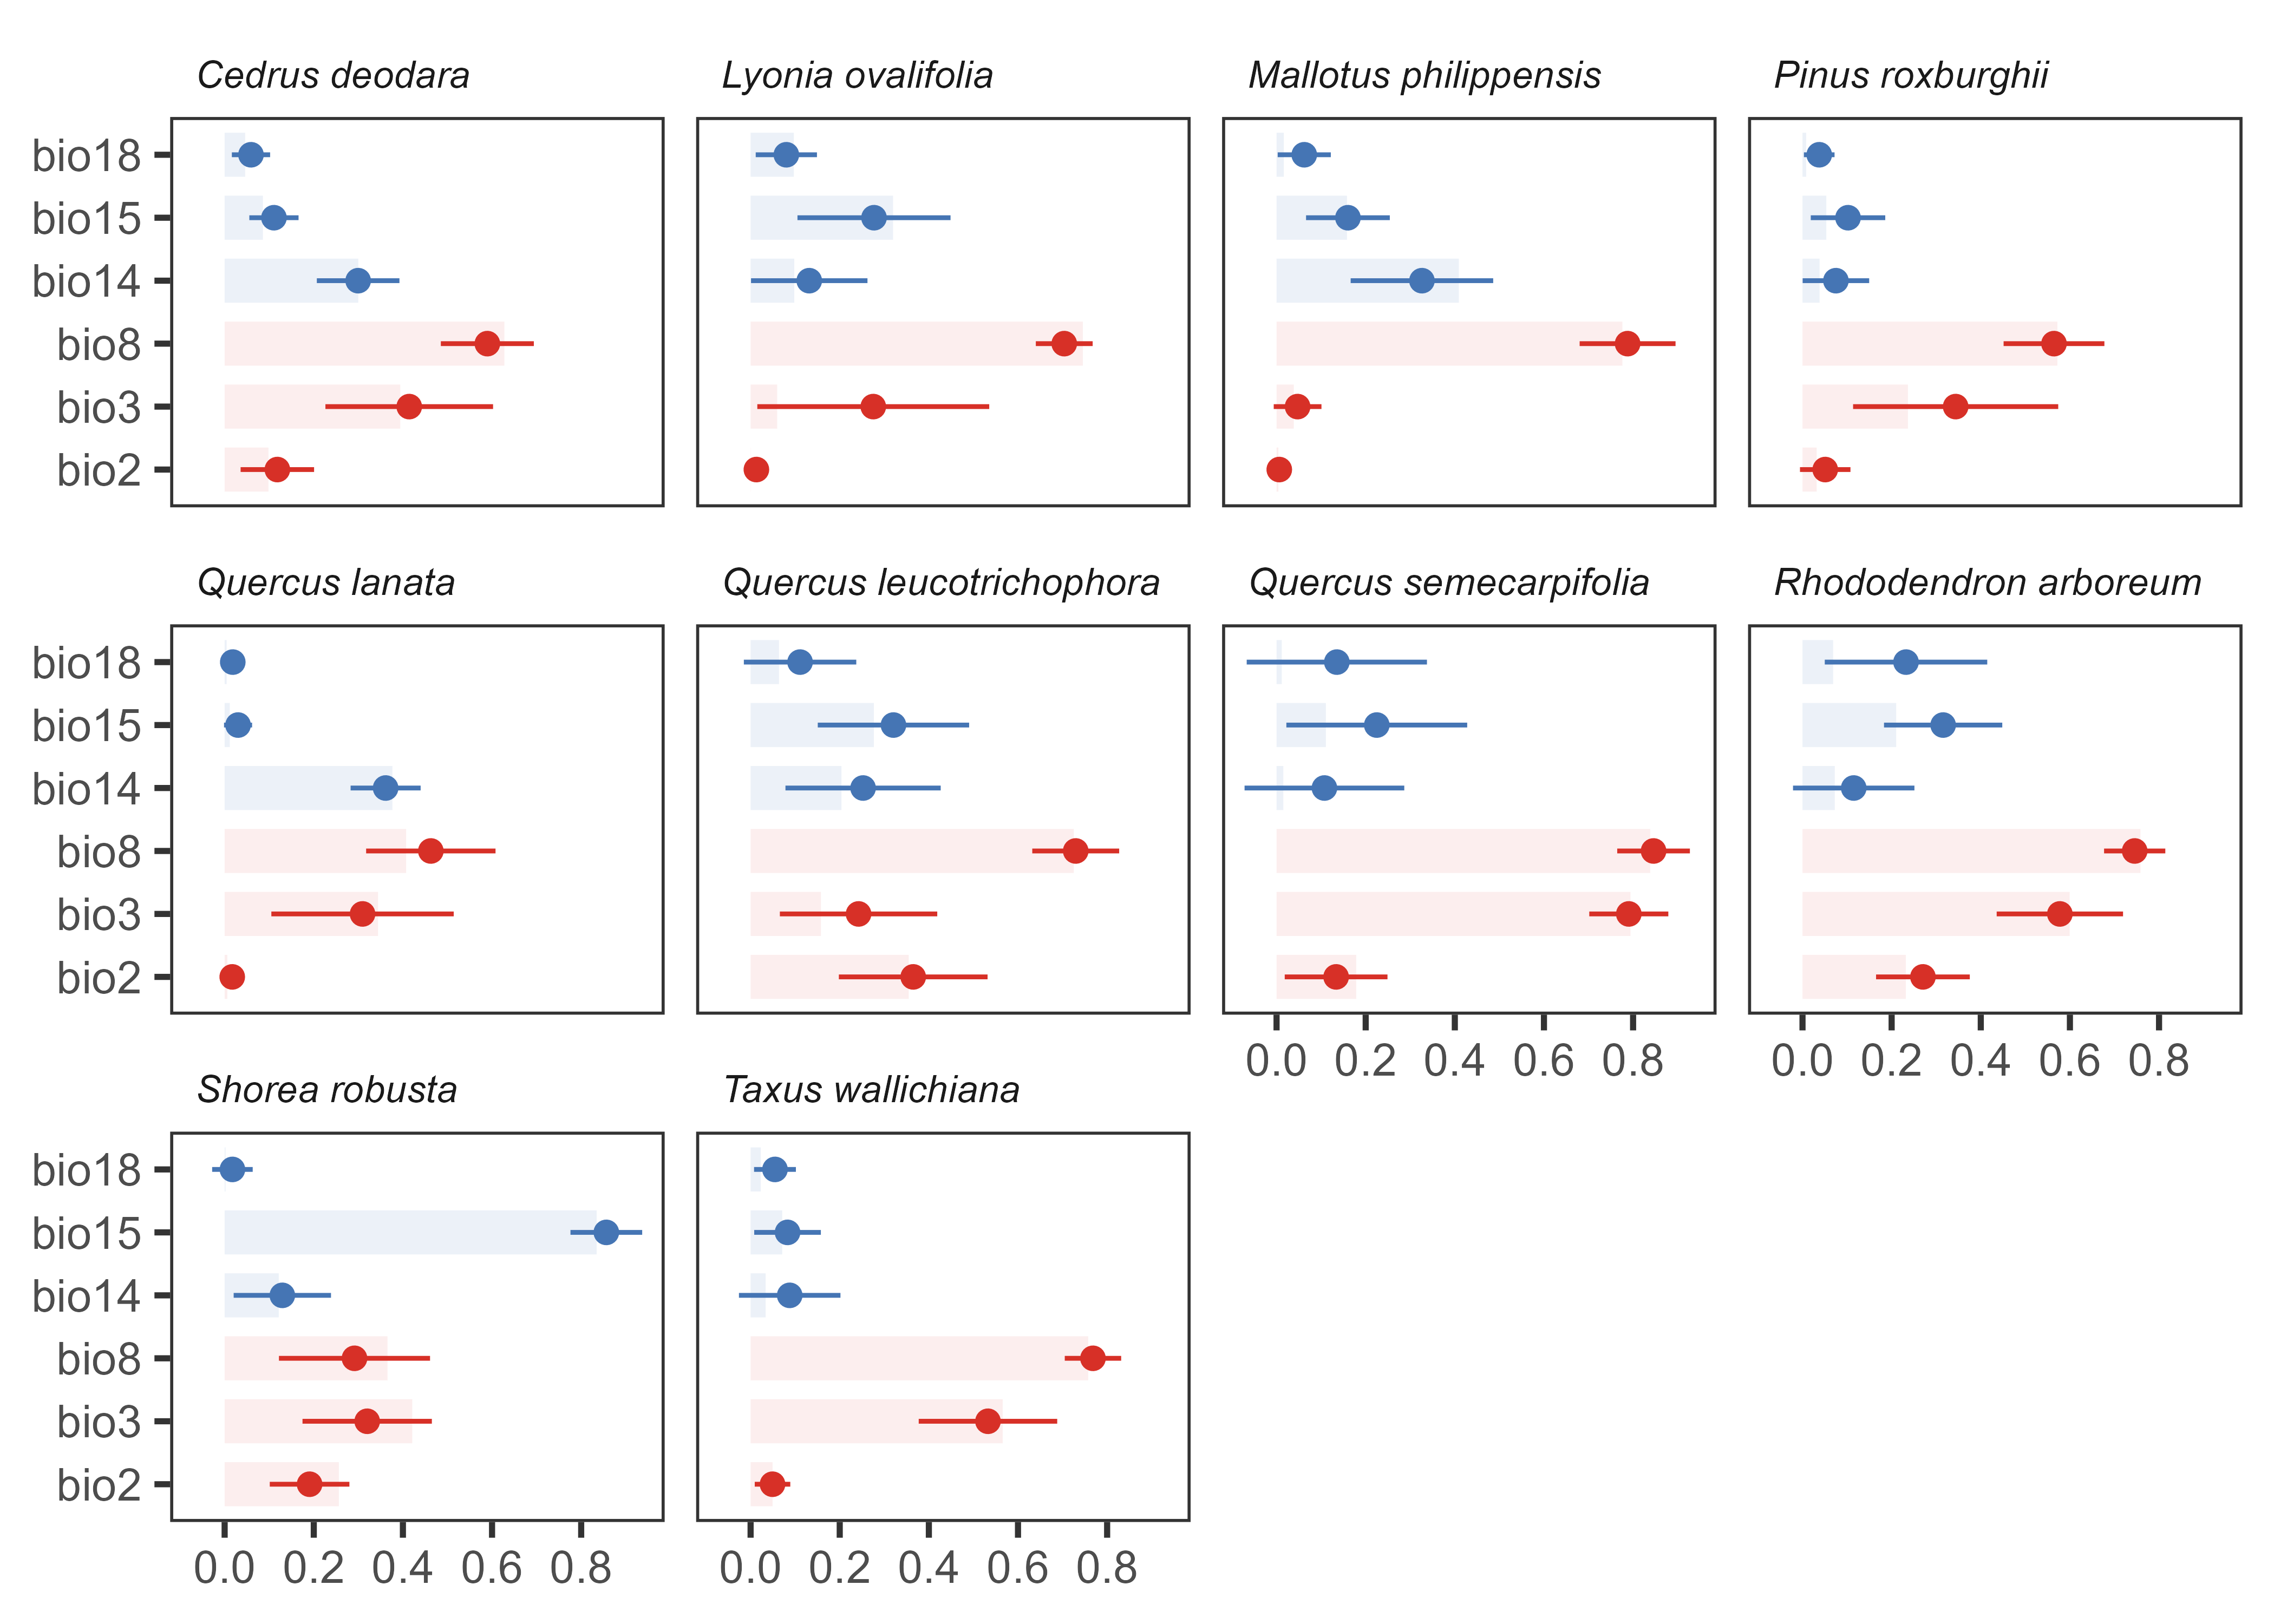 Cedrus deodara Lyonia ovalifolia Mallotus philippensis Pinus roxburghii
bio18
bio15
bio14
bio8
bio3
bio2
Quercus lanata Quercus leucotrichophora Quercus semecarpifolia Rhododendron arboreum
bio18
bio15
bio14
bio8
bio3
bio2
0.0 0.2 0.4 0.6 0.8 0.0 0.2 0.4 0.6 0.8
Shorea robusta Taxus wallichiana
bio18
bio15
bio14
bio8
bio3
bio2
0.0 0.2 0.4 0.6 0.8 0.0 0.2 0.4 0.6 0.8